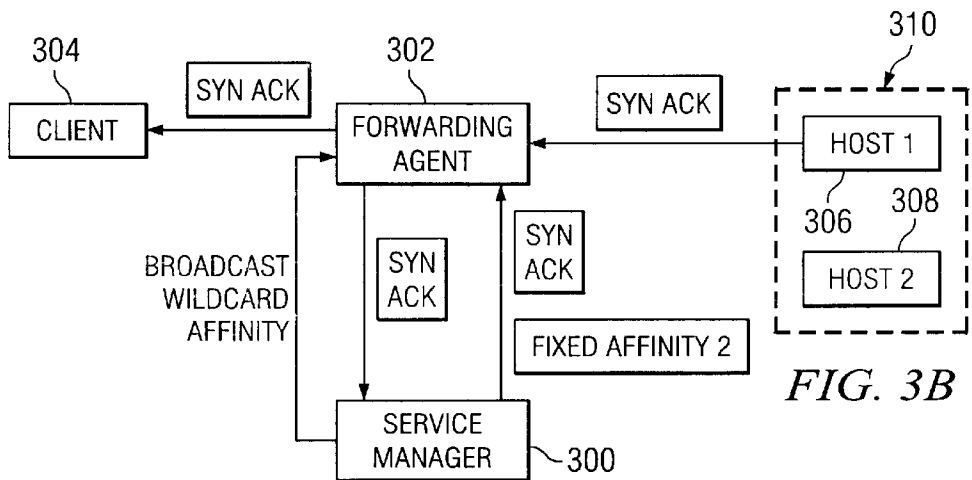 304
CLIENT
SYN ACK
302
FORWARDING
AGENT
SYN ACK
310
HOST 1
306
308
HOST 2
BROADCAST
WILDCARD
AFFINITY
SYN
ACK
SYN
ACK
FIXED AFFINITY 2
SERVICE
MANAGER
300
FIG. 3B